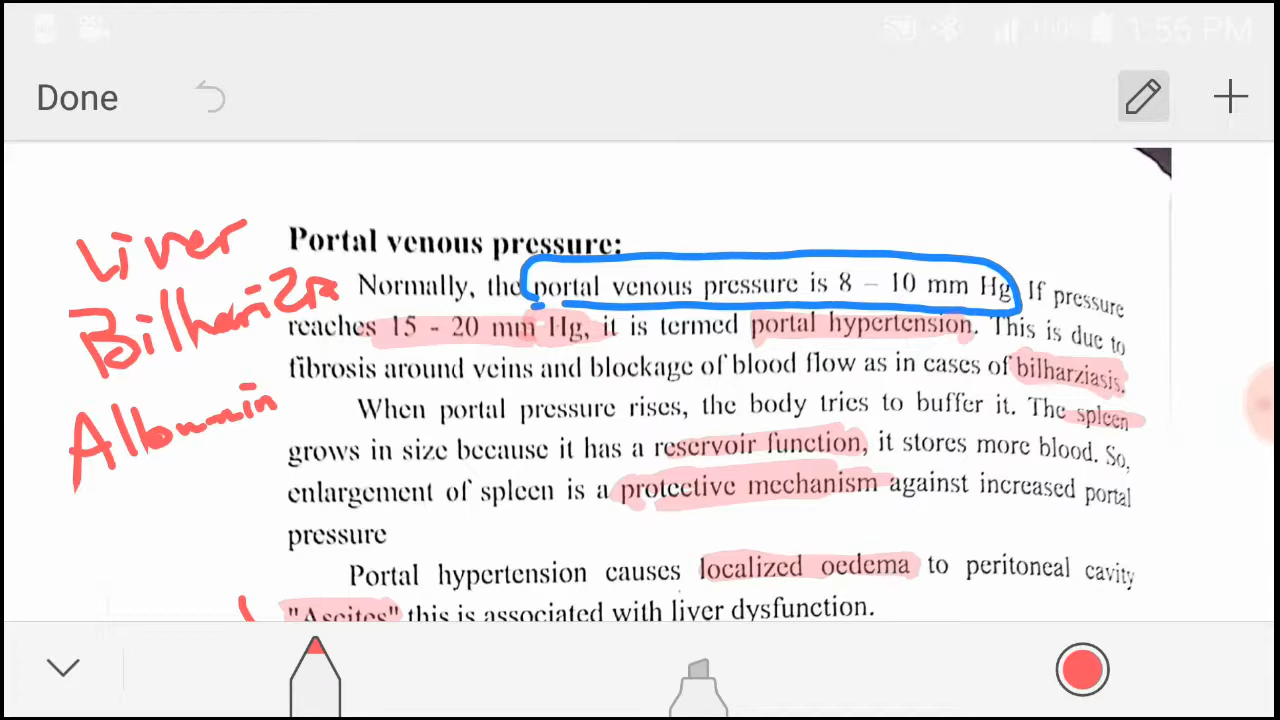 1:56 PM
Done
Liver
Bilharizia
Albumin
Portal venous pressure:
Normally, the portal venous pressure is 8 – 10 mm Hg. If pressure
reaches 15 - 20 mm Hg, it is termed portal hypertension. This is due to
fibrosis around veins and blockage of blood flow as in cases of bilharziasis.
When portal pressure rises, the body tries to buffer it. The spleen
grows in size because it has a reservoir function, it stores more blood. So,
enlargement of spleen is a protective mechanism against increased portal
pressure
Portal hypertension causes localized oedema to peritoneal cavity
"Ascites" this is associated with liver dysfunction.